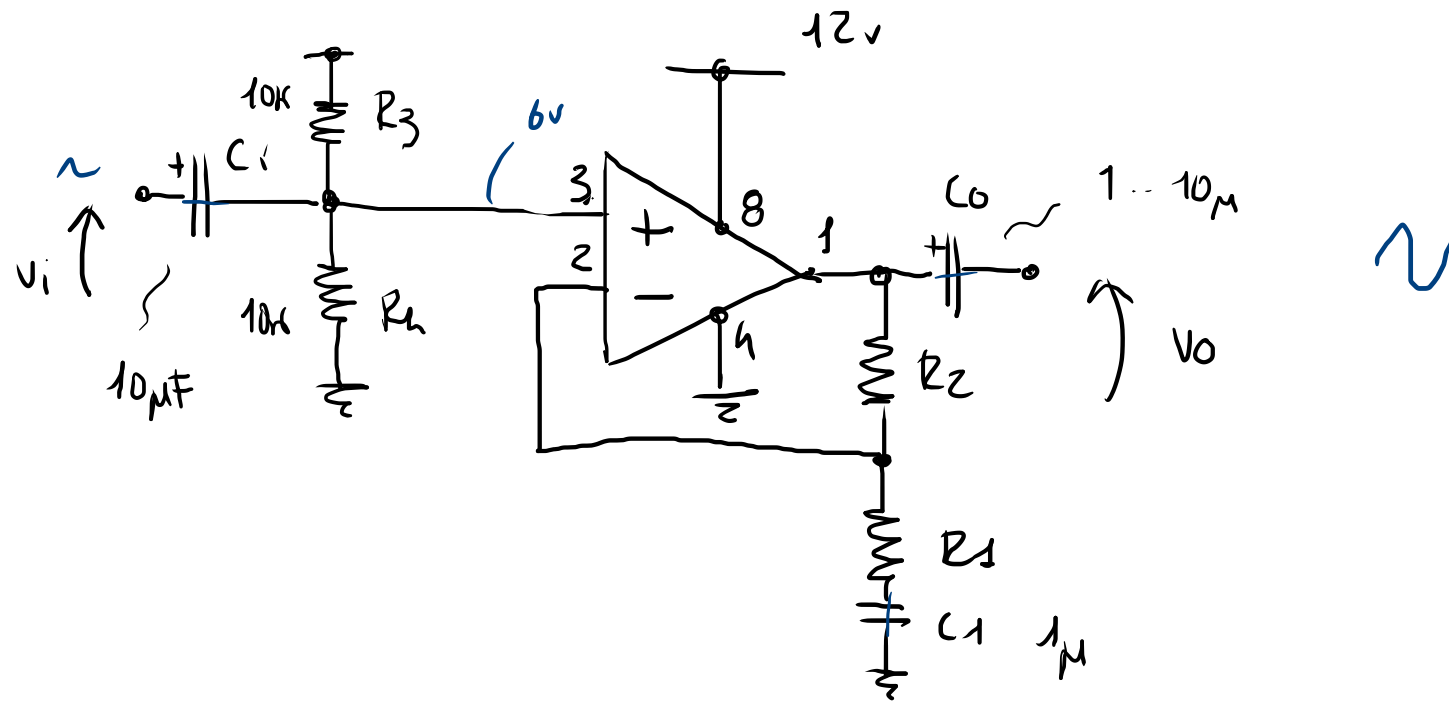 12v
10K
R3
6v
Ci
+
~
3
8
1
Co
1 .. 10μ
+
2
+
-
vi
10K
R4
4
10μF
R2
Vo
R1
C1
1μ